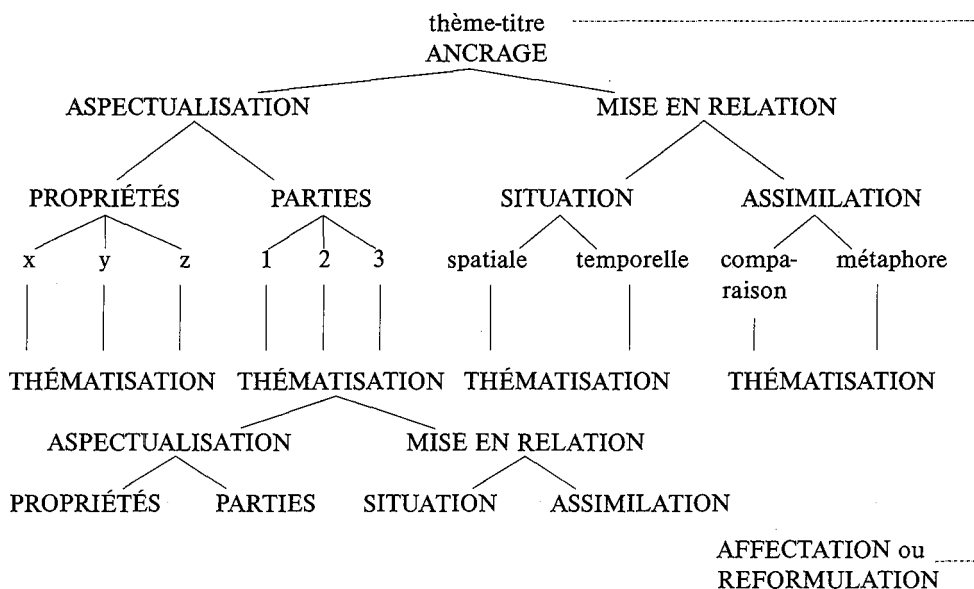 thème-titre
ANCRAGE
ASPECTUALISATION MISE EN RELATION
PROPRIÉTÉS PARTIES SITUATION ASSIMILATION
x y z 1 2 3 spatiale temporelle compa- métaphore
raison
THÉMATISATION THÉMATISATION THÉMATISATION THÉMATISATION
ASPECTUALISATION MISE EN RELATION
PROPRIÉTÉS PARTIES SITUATION ASSIMILATION
AFFECTATION ou
REFORMULATION